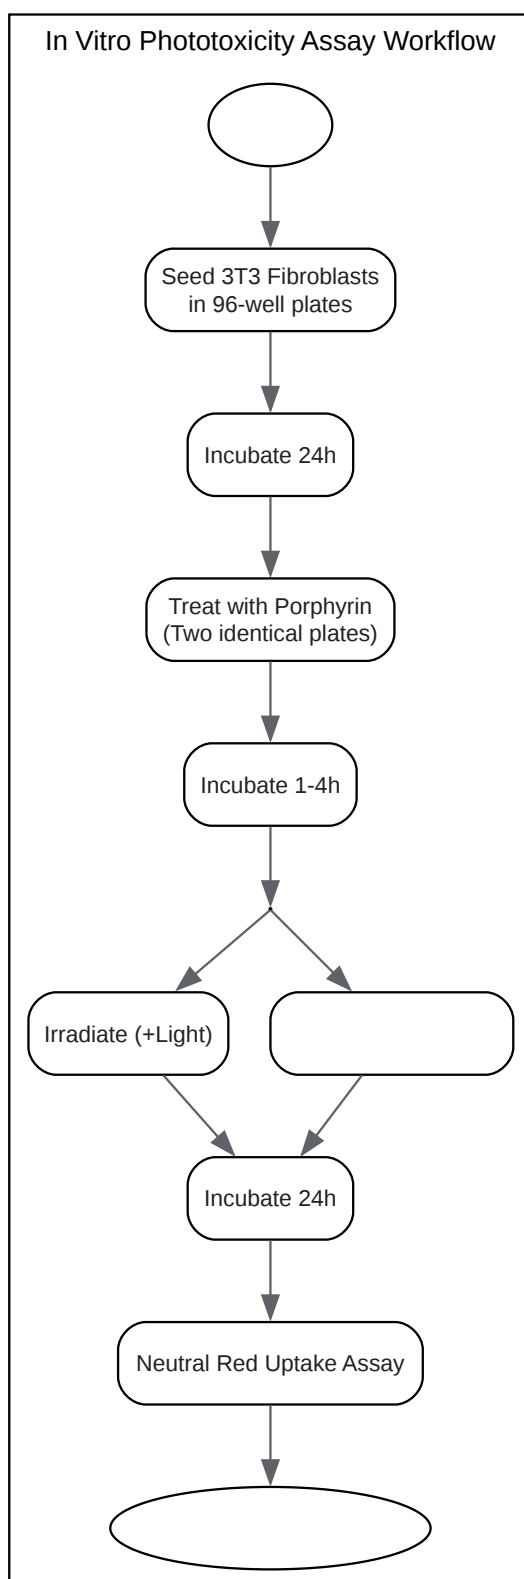 In Vitro Phototoxicity Assay Workflow
Seed 3T3 Fibroblasts
in 96-well plates
Incubate 24h
Treat with Porphyrin
(Two identical plates)
Incubate 1-4h
Irradiate (+Light)
Incubate 24h
Neutral Red Uptake Assay